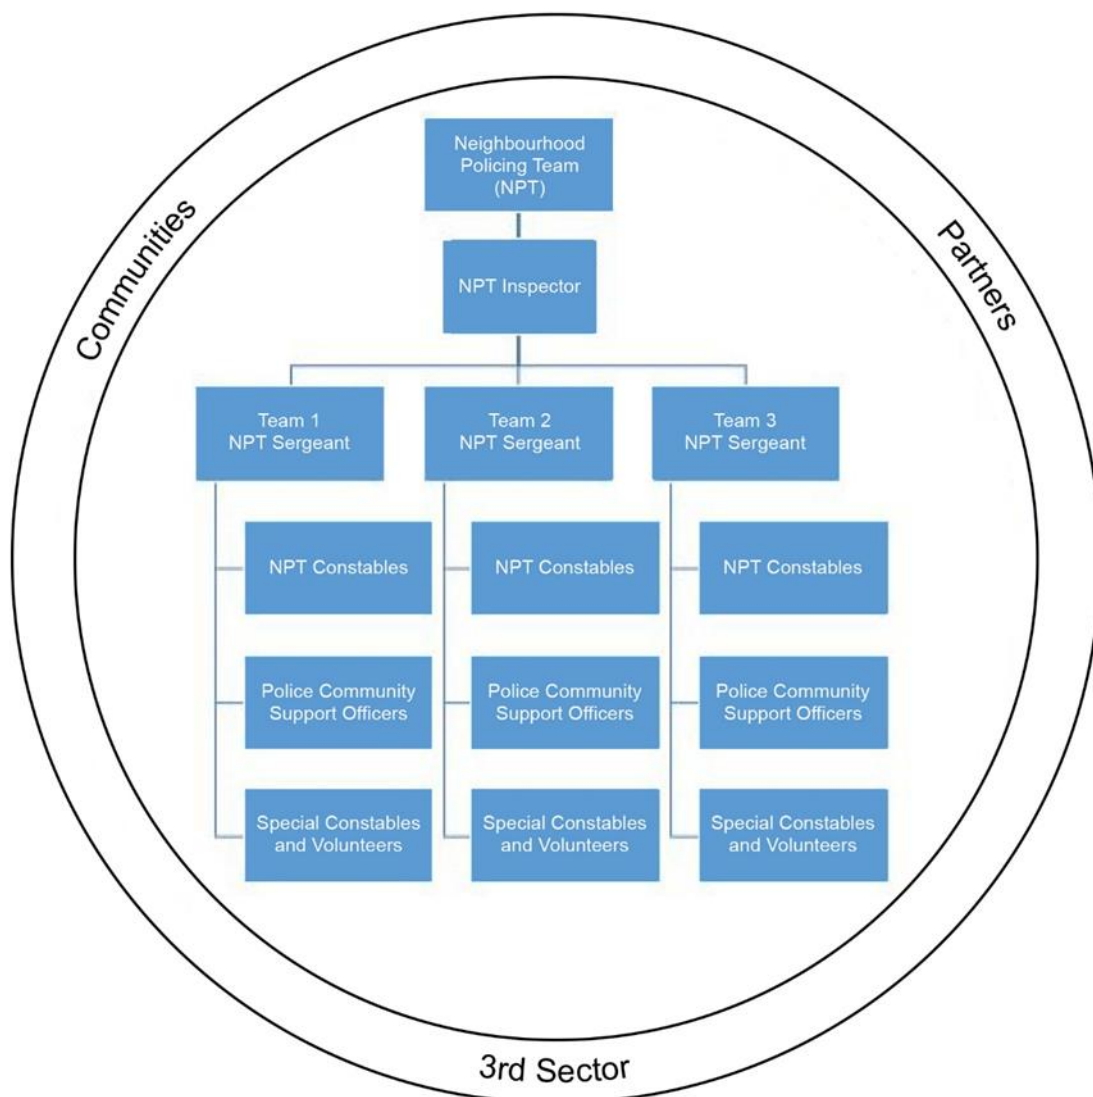 Neighbourhood
Policing Team
(NPT)
NPT Inspector
Communities
Partners
Team 1
NPT Sergeant
Team 2
NPT Sergeant
Team 3
NPT Sergeant
NPT Constables
NPT Constables
NPT Constables
Police Community
Support Officers
Police Community
Support Officers
Police Community
Support Officers
Special Constables
and Volunteers
Special Constables
and Volunteers
Special Constables
and Volunteers
3rd Sector